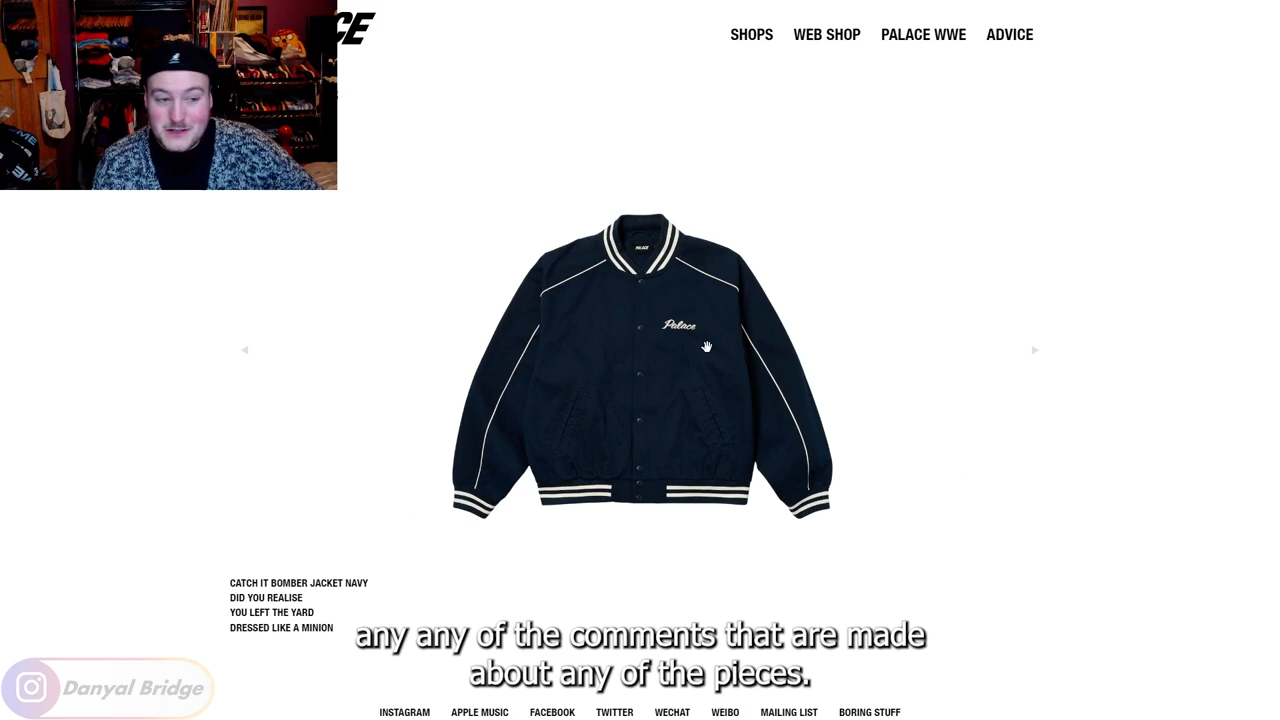 SHOPS WEB SHOP PALACE WWE ADVICE
PALACE
Palace
CATCH IT BOMBER JACKET NAVY
DID YOU REALISE
YOU LEFT THE YARD
DRESSED LIKE A MINION
any any of the comments that are made
about any of the pieces.
Danyal Bridge
INSTAGRAM APPLE MUSIC FACEBOOK TWITTER WECHAT WEIBO MAILING LIST BORING STUFF